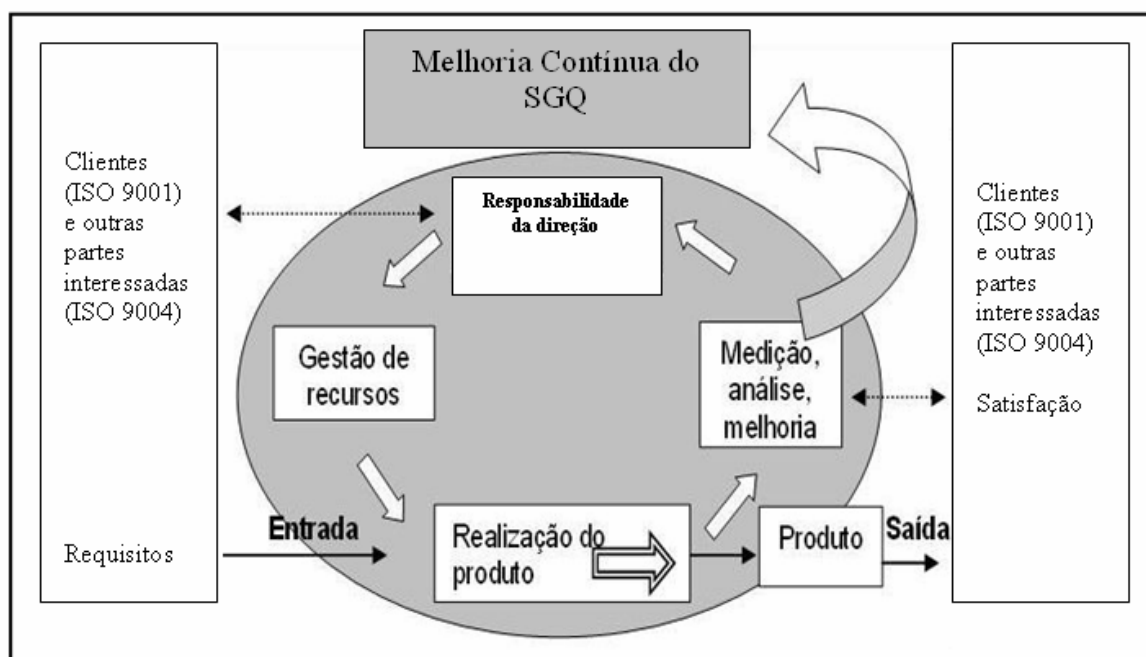 Melhoria Contínua do
SGQ
Clientes
(ISO 9001)
e outras
partes
interessadas
(ISO 9004)
Requisitos
Responsabilidade
da direção
Gestão de
recursos
Medição,
análise,
melhoria
Entrada
Realização do
produto
Produto
Saída
Clientes
(ISO 9001)
e outras
partes
interessadas
(ISO 9004)
Satisfação